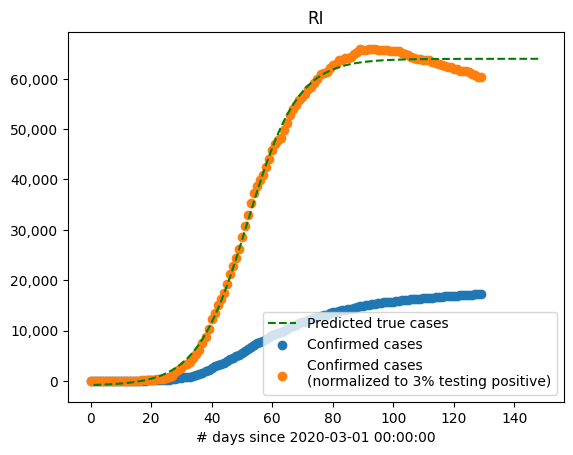 RI
60,000
50,000
40,000
30,000
20,000
10,000
0
Predicted true cases
Confirmed cases
Confirmed cases
(normalized to 3% testing positive)
0 20 40 60 80 100 120 140
# days since 2020-03-01 00:00:00